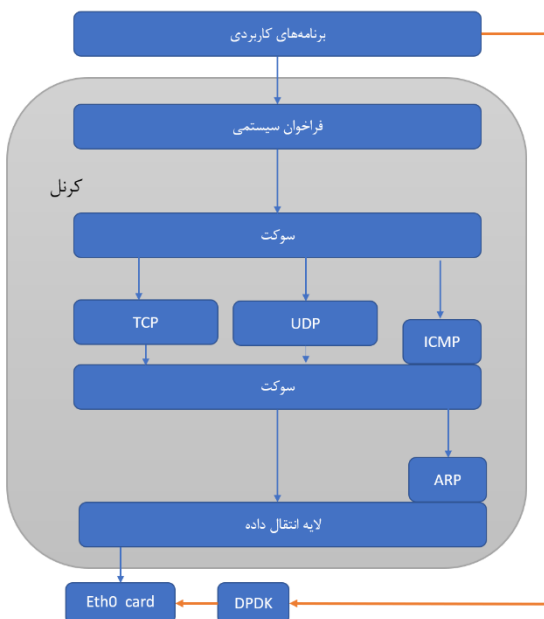 برنامه‌های کاربردی
فراخوان سیستمی
کرنل
سوکت
TCP
UDP
ICMP
سوکت
ARP
لایه انتقال داده
Eth0 card
DPDK